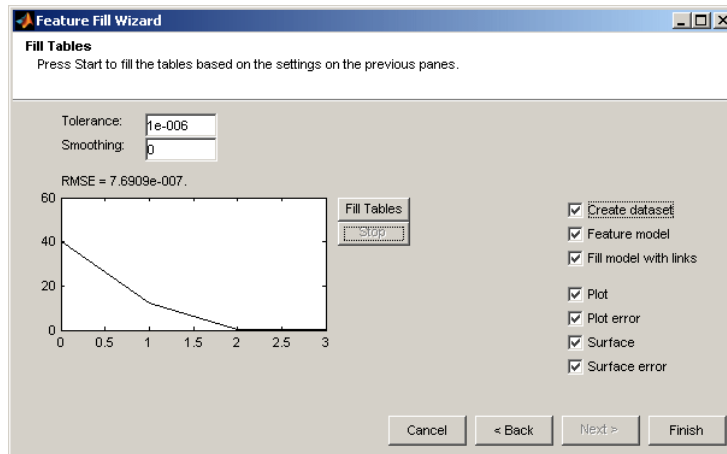 Feature Fill Wizard
Fill Tables
Press Start to fill the tables based on the settings on the previous panes.
Tolerance: 1e-006
Smoothing: 0
RMSE = 7.6909e-007.
60
40
20
0
0 0.5 1 1.5 2 2.5 3
Fill Tables
Stop
Create dataset
Feature model
Fill model with links
Plot
Plot error
Surface
Surface error
Cancel < Back Next > Finish